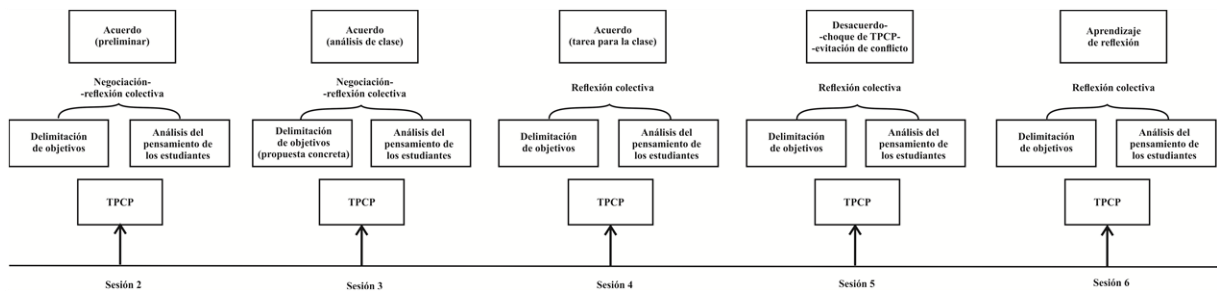 Acuerdo
(preliminar)
Negociación-
-reflexión colectiva
Delimitación
de objetivos
Análisis del
pensamiento de
los estudiantes
TPCP
Sesión 2
Acuerdo
(análisis de clase)
Negociación-
-reflexión colectiva
Delimitación
de objetivos
(propuesta concreta)
Análisis del
pensamiento de
los estudiantes
TPCP
Sesión 3
Acuerdo
(tarea para la clase)
Reflexión colectiva
Delimitación
de objetivos
Análisis del
pensamiento de
los estudiantes
TPCP
Sesión 4
Desacuerdo-
-choque de TPCP-
-evitación de conflicto
Reflexión colectiva
Delimitación
de objetivos
Análisis del
pensamiento de
los estudiantes
TPCP
Sesión 5
Aprendizaje
de reflexión
Reflexión colectiva
Delimitación
de objetivos
Análisis del
pensamiento de
los estudiantes
TPCP
Sesión 6